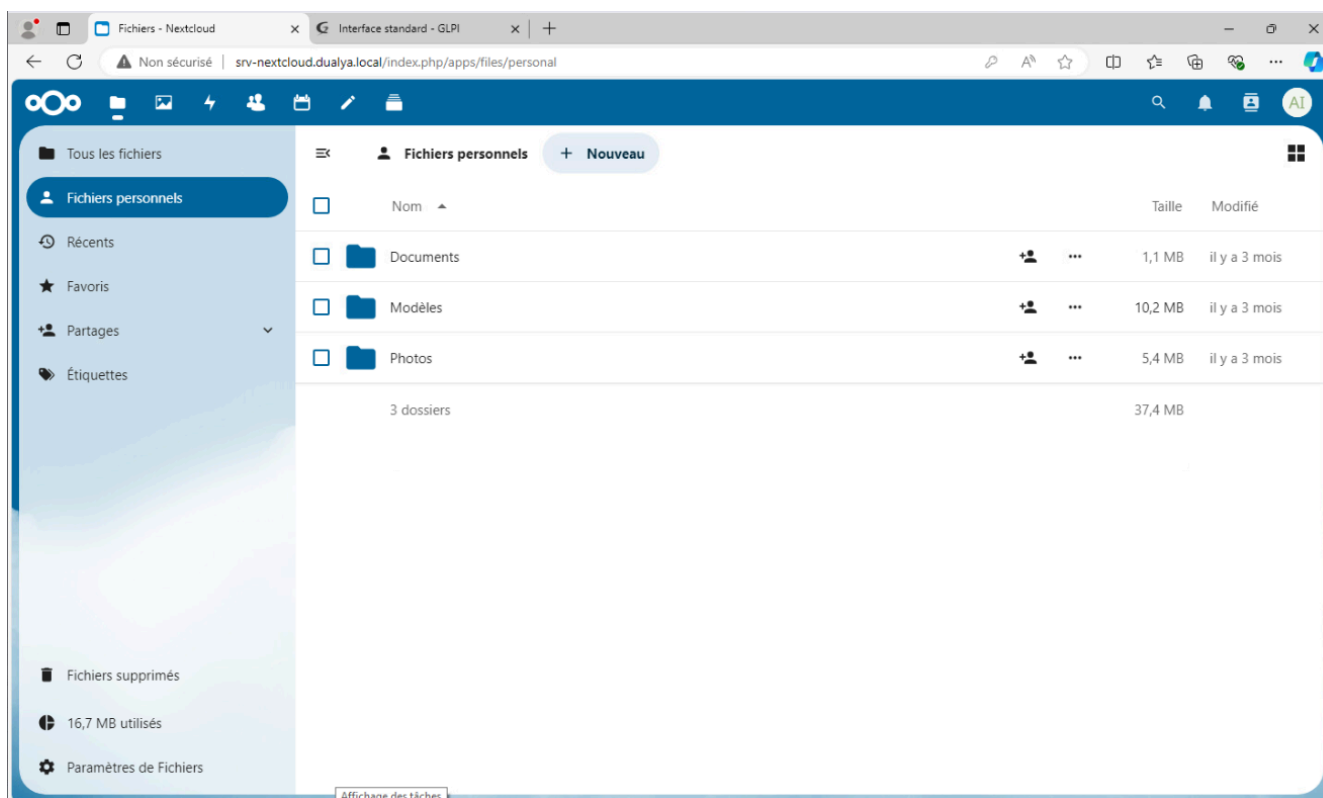 Fichiers - Nextcloud
Interface standard - GLPI
Non sécurisé | srv-nextcloud.dualya.local/index.php/apps/files/personal
AI
Tous les fichiers
Fichiers personnels
Récents
Favoris
Partages
Étiquettes
Fichiers supprimés
16,7 MB utilisés
Paramètres de Fichiers
Fichiers personnels + Nouveau
Nom Taille Modifié
Documents 1,1 MB il y a 3 mois
Modèles 10,2 MB il y a 3 mois
Photos 5,4 MB il y a 3 mois
3 dossiers 37,4 MB
Affichage des tâches